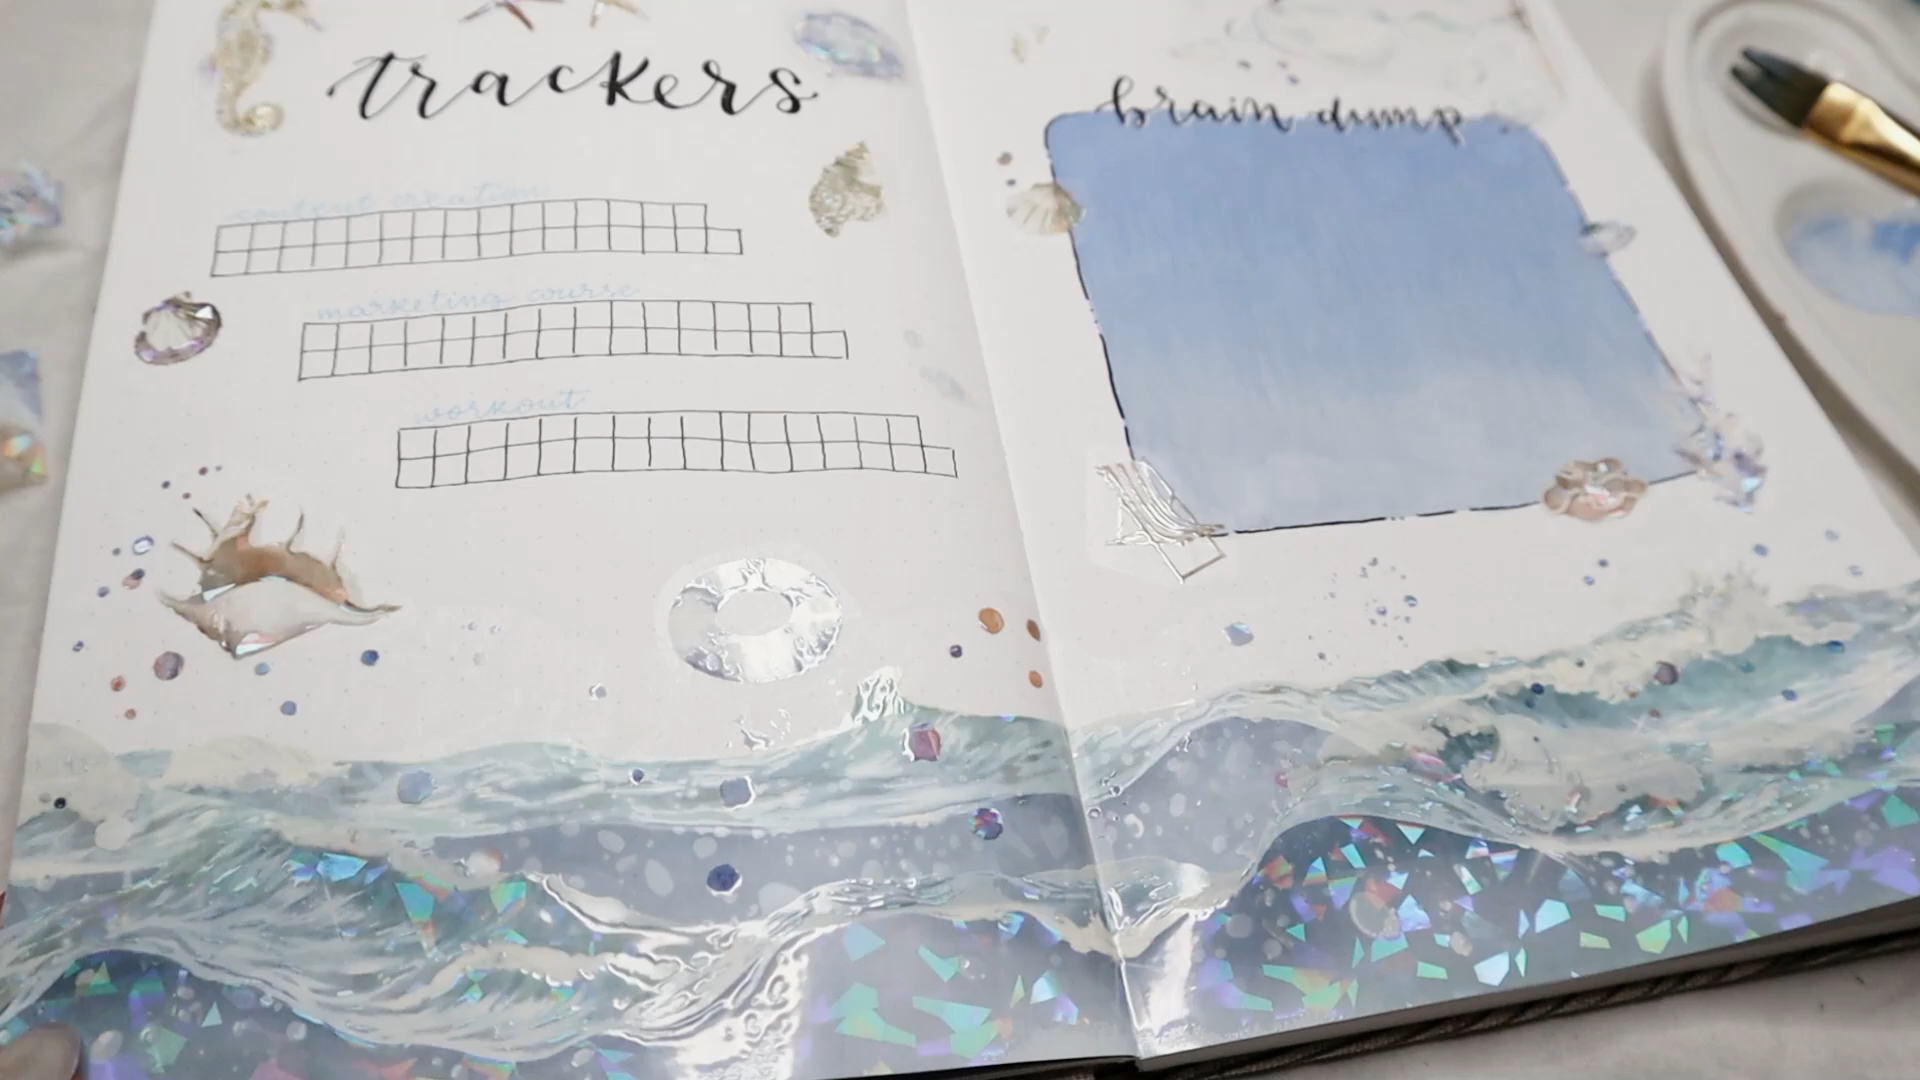 trackers
content creation
marketing course
workout
brain dump